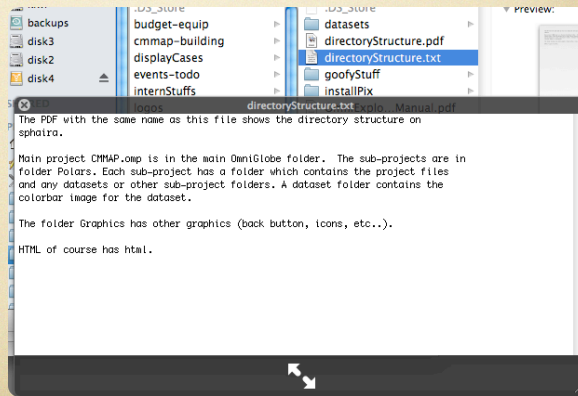 .DS_Store
.DS_Store
Preview:
backups
budget-equip
datasets
disk3
cmmap-building
directoryStructure.pdf
disk2
displayCases
directoryStructure.txt
disk4
events-todo
goofyStuff
internStuffs
installPix
logos
Manual.pdf
directoryStructure.txt
The PDF with the same name as this file shows the directory structure on
sphaira.
Main project CMMAP.omp is in the main OmniGlobe folder.  The sub-projects are in
folder Polars. Each sub-project has a folder which contains the project files
and any datasets or other sub-project folders. A dataset folder contains the
colorbar image for the dataset.
The folder Graphics has other graphics (back button, icons, etc..).
HTML of course has html.